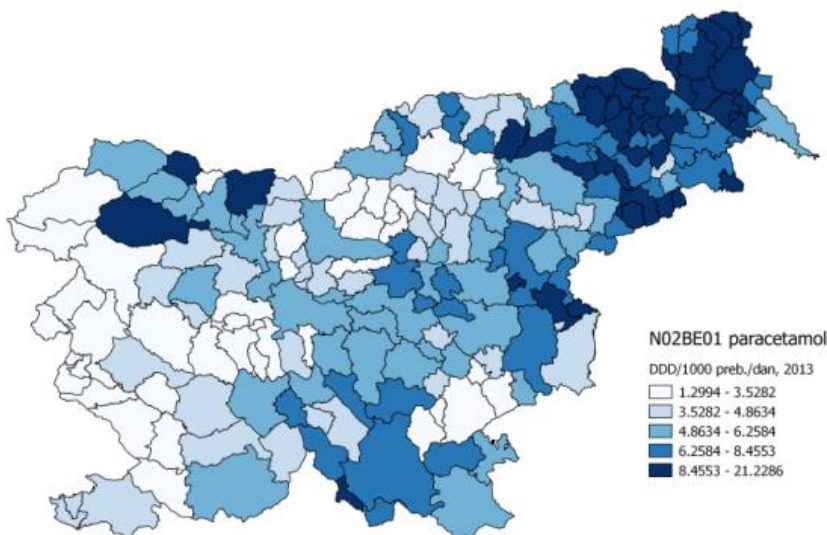 N02BE01 paracetamol
DDD/1000 preb./dan, 2013
1.2994 - 3.5282
3.5282 - 4.8634
4.8634 - 6.2584
6.2584 - 8.4553
8.4553 - 21.2286